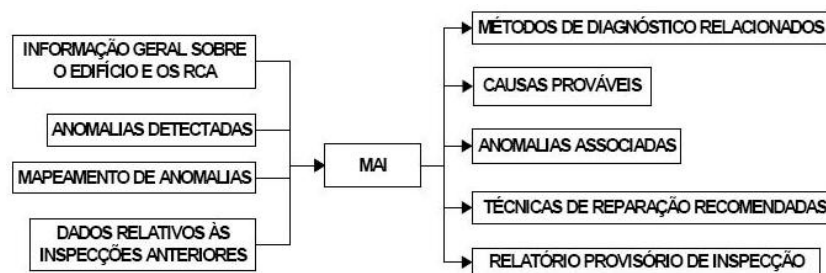 INFORMAÇÃO GERAL SOBRE
O EDIFÍCIO E OS RCA
ANOMALIAS DETECTADAS
MAPEAMENTO DE ANOMALIAS
DADOS RELATIVOS ÀS
INSPECÇÕES ANTERIORES
MAI
MÉTODOS DE DIAGNÓSTICO RELACIONADOS
CAUSAS PROVÁVEIS
ANOMALIAS ASSOCIADAS
TÉCNICAS DE REPARAÇÃO RECOMENDADAS
RELATÓRIO PROVISÓRIO DE INSPECÇÃO